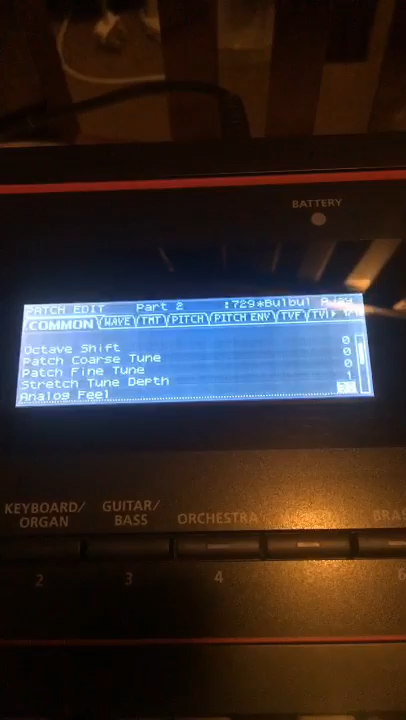 BATTERY
PATCH EDIT Part 2 :729*Bulbul
COMMON WAVE TMT PITCH PITCH ENV TVF
Octave Shift 0
Patch Coarse Tune 0
Patch Fine Tune 0
Stretch Tune Depth 1
Analog Feel
KEYBOARD/ ORGAN
GUITAR/ BASS
ORCHESTRA
2 3 4 5 6